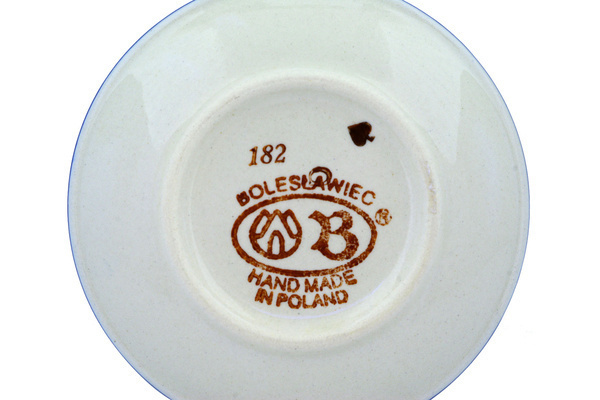 182
BOLESŁAWIEC
B ®
HAND MADE
IN POLAND